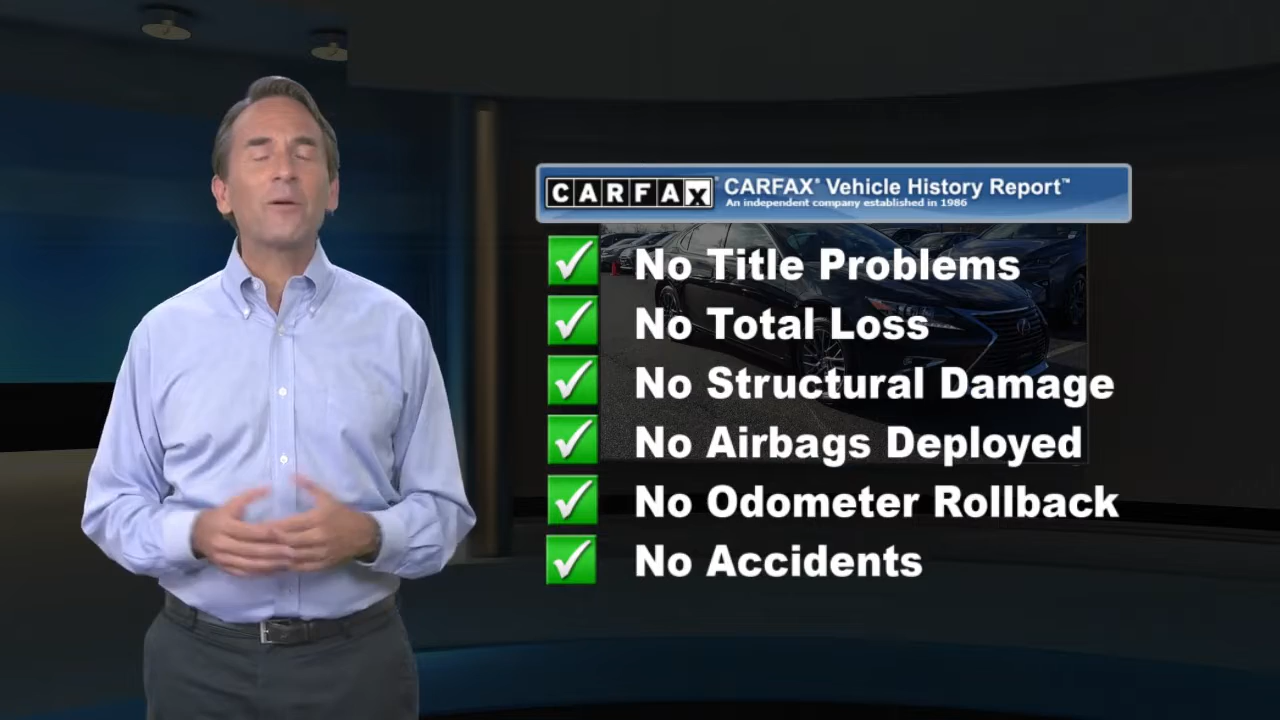 CARFAX® CARFAX® Vehicle History Report™
An independent company established in 1986
No Title Problems
No Total Loss
No Structural Damage
No Airbags Deployed
No Odometer Rollback
No Accidents